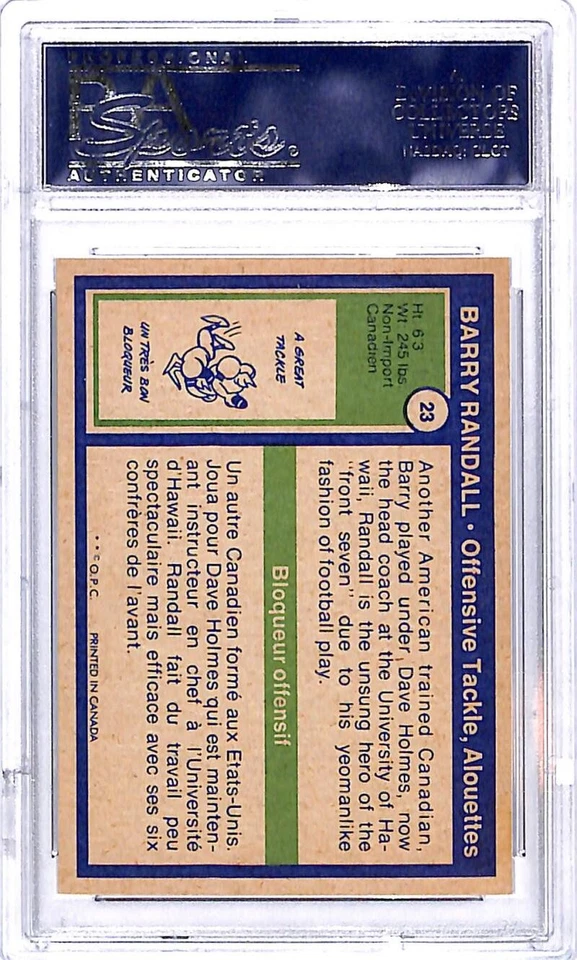 PROFESSIONAL
PSA
Sports
AUTHENTICATOR
A
DIVISION OF
COLLECTORS
UNIVERSE
NASDAQ: CLCT
BARRY RANDALL • Offensive Tackle, Alouettes
23
Ht 6'3
Wt 245 lbs.
Non-Import
Canadien
A GREAT
TACKLE
UN TRÈS BON
BLOQUEUR
Another American trained Canadian,
Barry played under Dave Holmes, now
the head coach at the University of Ha-
waii, Randall is the unsung hero of the
"front seven" due to his yeomanlike
fashion of football play.
Bloqueur offensif
Un autre Canadien formé aux Etats-Unis.
Joua pour Dave Holmes qui est mainten-
ant instructeur en chef à l'Université
d'Hawaii. Randall fait du travail peu
spectaculaire mais efficace avec ses six
confrères de l'avant.
**© O.P.C. PRINTED IN CANADA